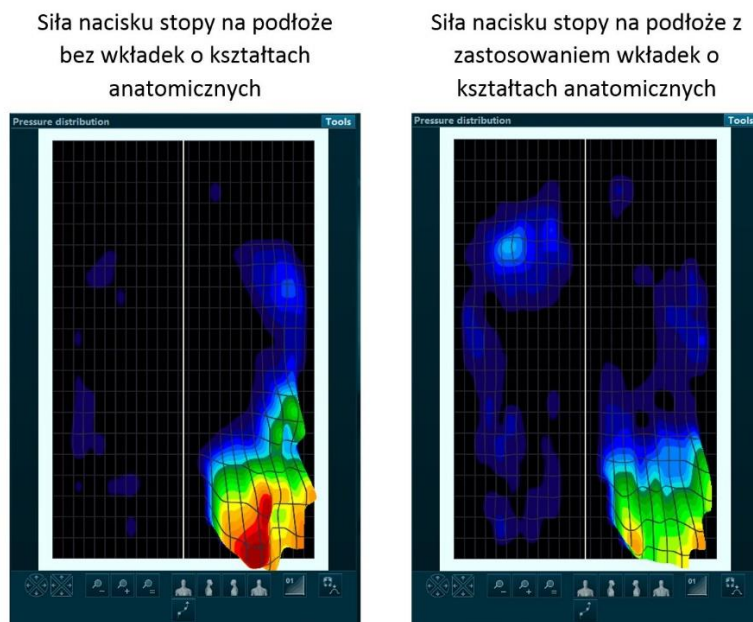 Siła nacisku stopy na podłoże
bez wkładek o kształtach
anatomicznych
Siła nacisku stopy na podłoże z
zastosowaniem wkładek o
kształtach anatomicznych
Pressure distribution Tools
Pressure distribution Tools
01
01